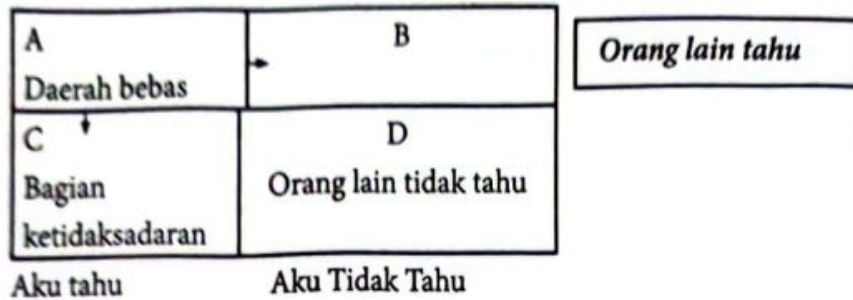 A
Daerah bebas
B
Orang lain tahu
C
Bagian
ketidaksadaran
D
Orang lain tidak tahu
Aku tahu
Aku Tidak Tahu